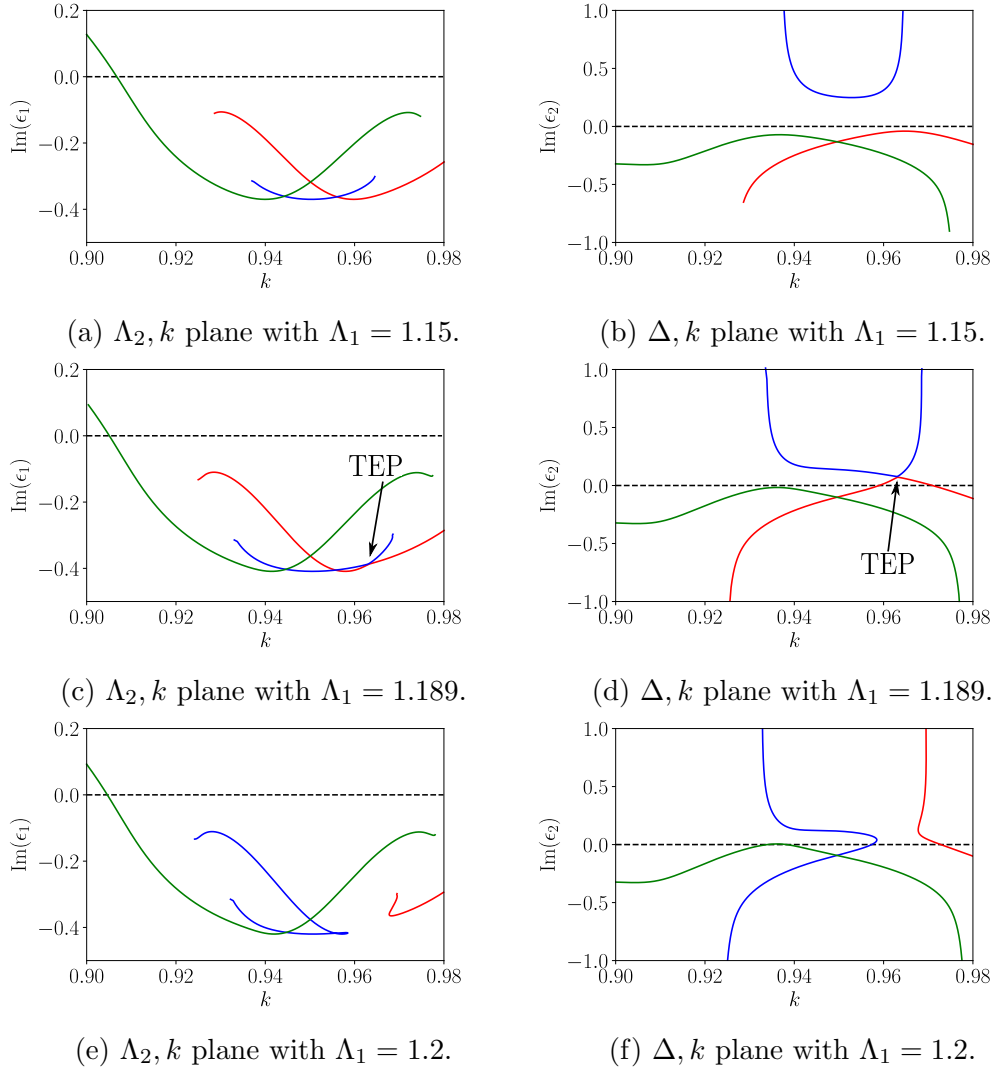 0.2
0.0
−0.2
−0.4
Im(ϵ₁)
0.90 0.92 0.94 0.96 0.98
k
1.0
0.5
0.0
−0.5
−1.0
Im(ϵ₂)
0.90 0.92 0.94 0.96 0.98
k
(a) Λ₂, k plane with Λ₁ = 1.15.
(b) Δ, k plane with Λ₁ = 1.15.
0.2
0.0
−0.2
−0.4
Im(ϵ₁)
TEP
0.90 0.92 0.94 0.96 0.98
k
1.0
0.5
0.0
−0.5
−1.0
Im(ϵ₂)
TEP
0.90 0.92 0.94 0.96 0.98
k
(c) Λ₂, k plane with Λ₁ = 1.189.
(d) Δ, k plane with Λ₁ = 1.189.
0.2
0.0
−0.2
−0.4
Im(ϵ₁)
0.90 0.92 0.94 0.96 0.98
k
1.0
0.5
0.0
−0.5
−1.0
Im(ϵ₂)
0.90 0.92 0.94 0.96 0.98
k
(e) Λ₂, k plane with Λ₁ = 1.2.
(f) Δ, k plane with Λ₁ = 1.2.